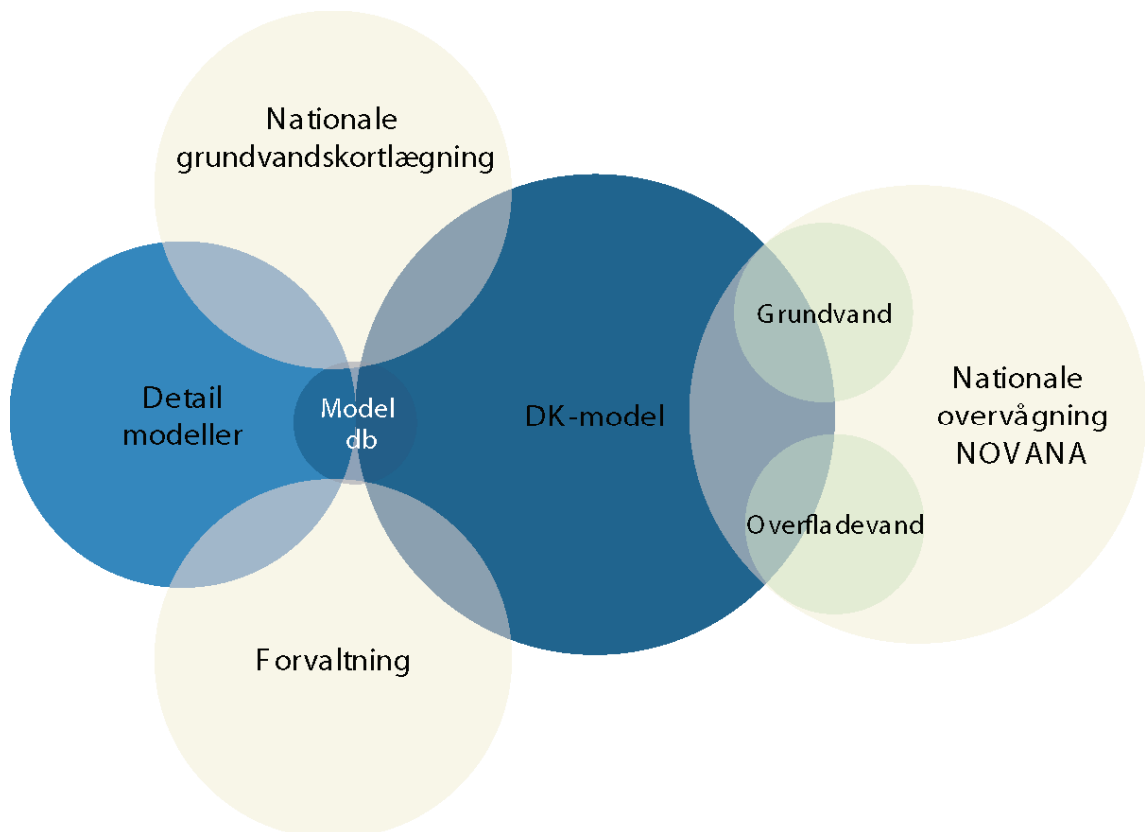 Nationale
grundvandskortlægning
Detail
modeller
Model
db
DK-model
Grundvand
Nationale
overvågning
NOVANA
Overfladevand
Forvaltning